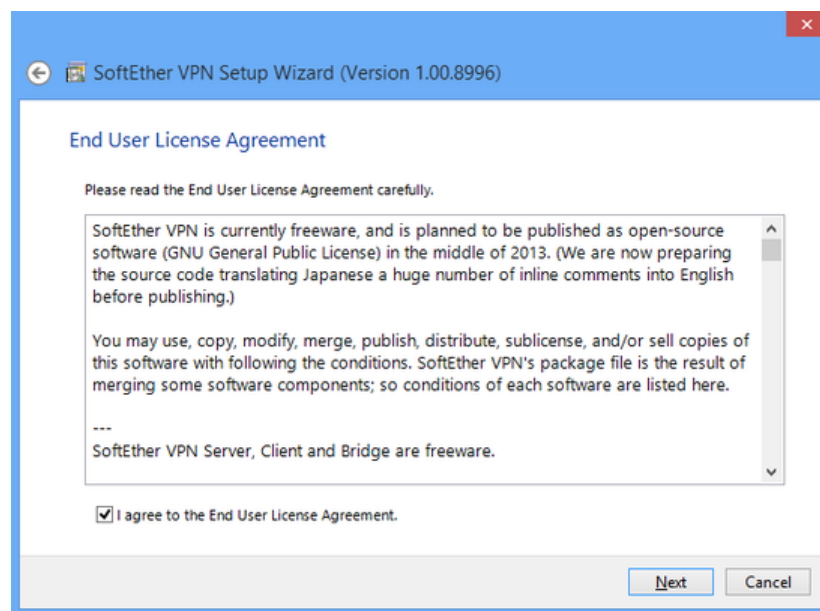 SoftEther VPN Setup Wizard (Version 1.00.8996)
End User License Agreement
Please read the End User License Agreement carefully.
SoftEther VPN is currently freeware, and is planned to be published as open-source
software (GNU General Public License) in the middle of 2013. (We are now preparing
the source code translating Japanese a huge number of inline comments into English
before publishing.)
You may use, copy, modify, merge, publish, distribute, sublicense, and/or sell copies of
this software with following the conditions. SoftEther VPN's package file is the result of
merging some software components; so conditions of each software are listed here.
---
SoftEther VPN Server, Client and Bridge are freeware.
I agree to the End User License Agreement.
Next Cancel